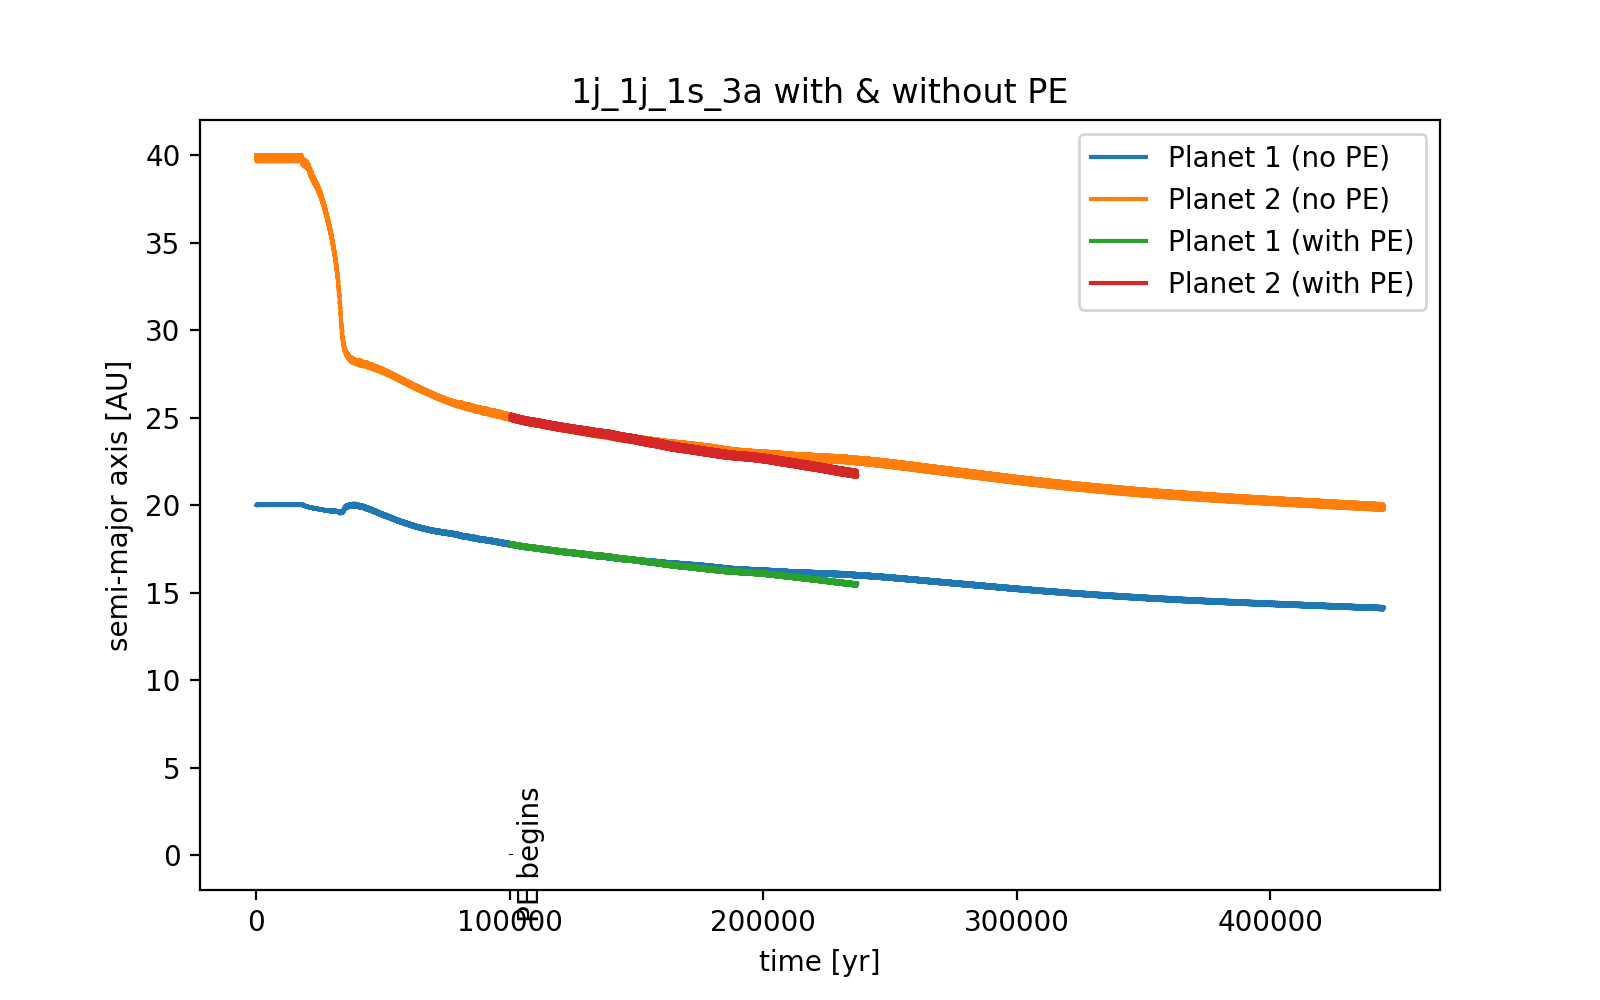 1j_1j_1s_3a with & without PE
Planet 1 (no PE)
Planet 2 (no PE)
Planet 1 (with PE)
Planet 2 (with PE)
semi-major axis [AU]
40
35
30
25
20
15
10
5
0
PE begins
0
100000
200000
300000
400000
time [yr]